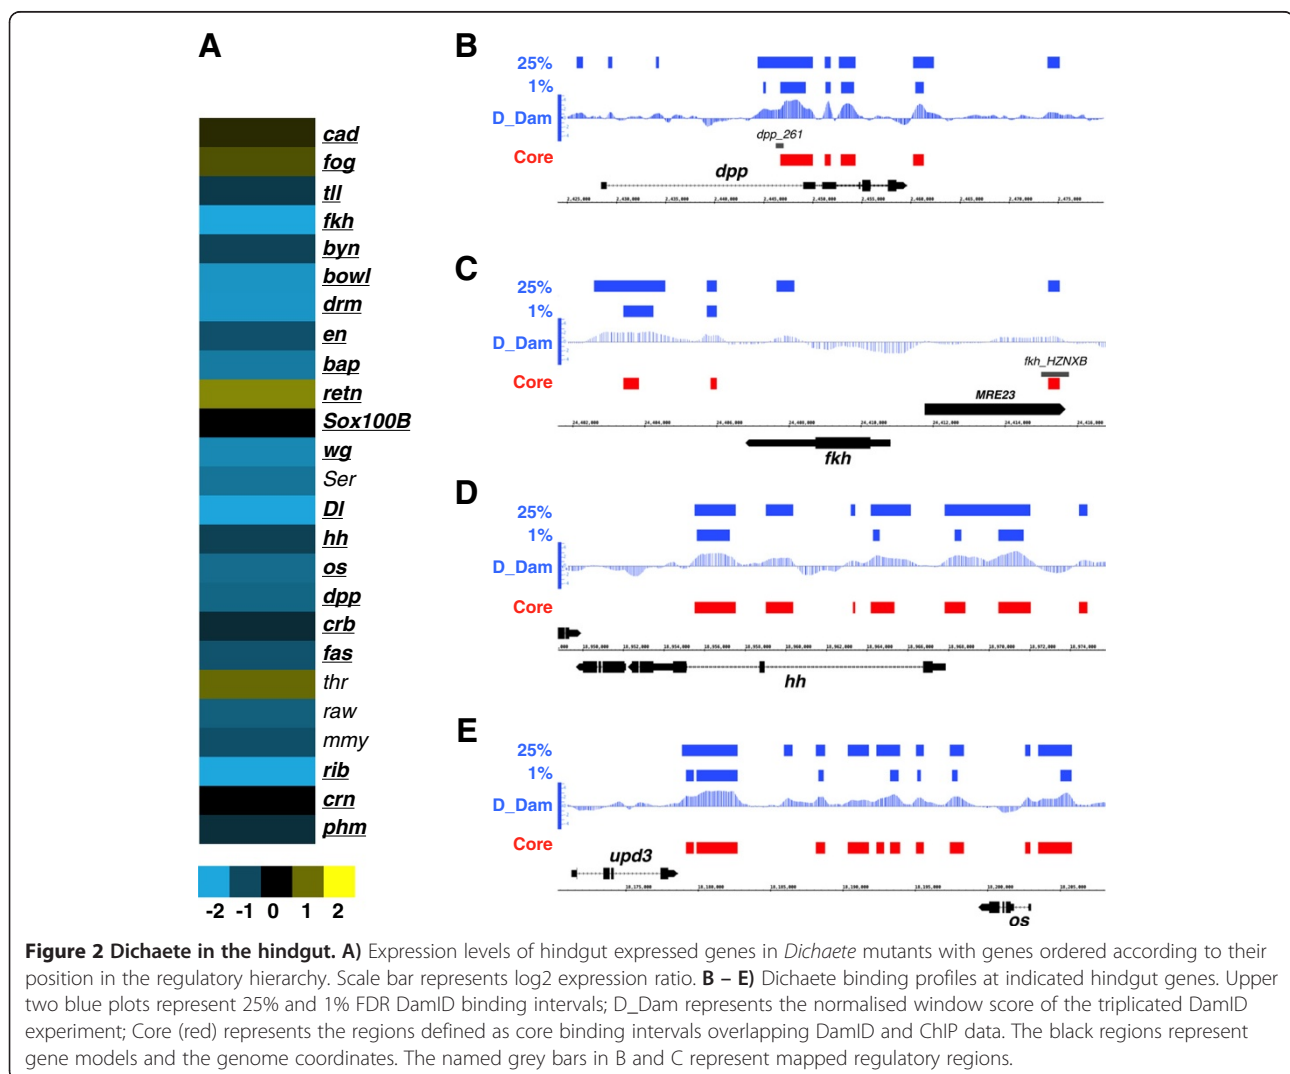 A
cad
fog
tll
fkh
byn
bowl
drm
en
bap
retn
Sox100B
wg
Ser
Dl
hh
os
dpp
crb
fas
thr
raw
mmy
rib
crn
phm
-2 -1 0 1 2
B
25%
1%
D_Dam
dpp_261
Core
dpp
C
25%
1%
D_Dam
fkh_HZNXB
Core
MRE23
fkh
D
25%
1%
D_Dam
Core
hh
E
25%
1%
D_Dam
Core
upd3
os
Figure 2 Dichaete in the hindgut. A) Expression levels of hindgut expressed genes in Dichaete mutants with genes ordered according to their
position in the regulatory hierarchy. Scale bar represents log2 expression ratio. B – E) Dichaete binding profiles at indicated hindgut genes. Upper
two blue plots represent 25% and 1% FDR DamID binding intervals; D_Dam represents the normalised window score of the triplicated DamID
experiment; Core (red) represents the regions defined as core binding intervals overlapping DamID and ChIP data. The black regions represent
gene models and the genome coordinates. The named grey bars in B and C represent mapped regulatory regions.